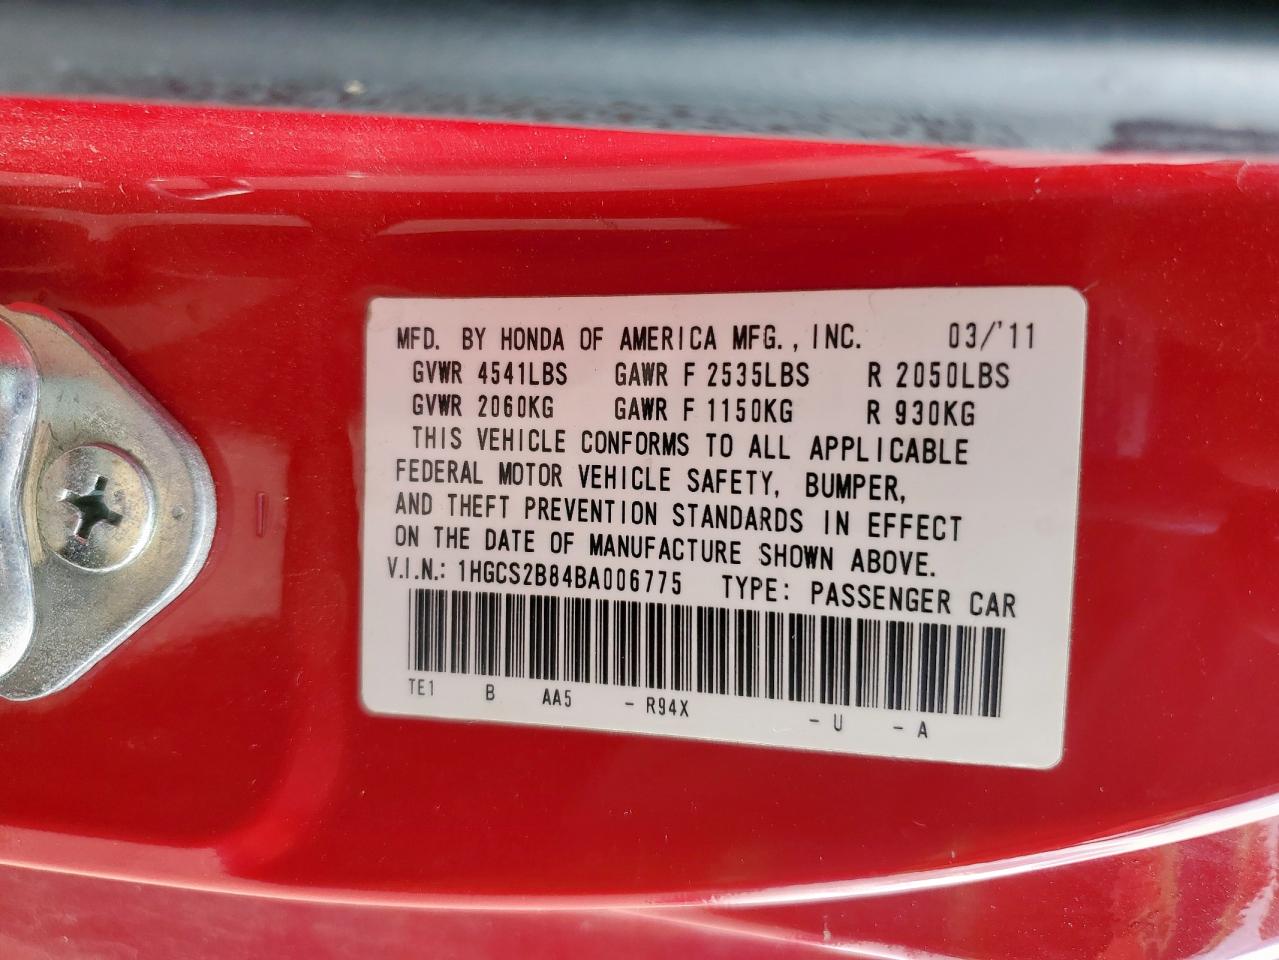 MFD. BY HONDA OF AMERICA MFG., INC. 03/'11
GVWR 4541LBS GAWR F 2535LBS R 2050LBS
GVWR 2060KG GAWR F 1150KG R 930KG
THIS VEHICLE CONFORMS TO ALL APPLICABLE
FEDERAL MOTOR VEHICLE SAFETY, BUMPER,
AND THEFT PREVENTION STANDARDS IN EFFECT
ON THE DATE OF MANUFACTURE SHOWN ABOVE.
V.I.N.: 1HGCS2B84BA006775 TYPE: PASSENGER CAR
TE1 B AA5 - R94X - U - A